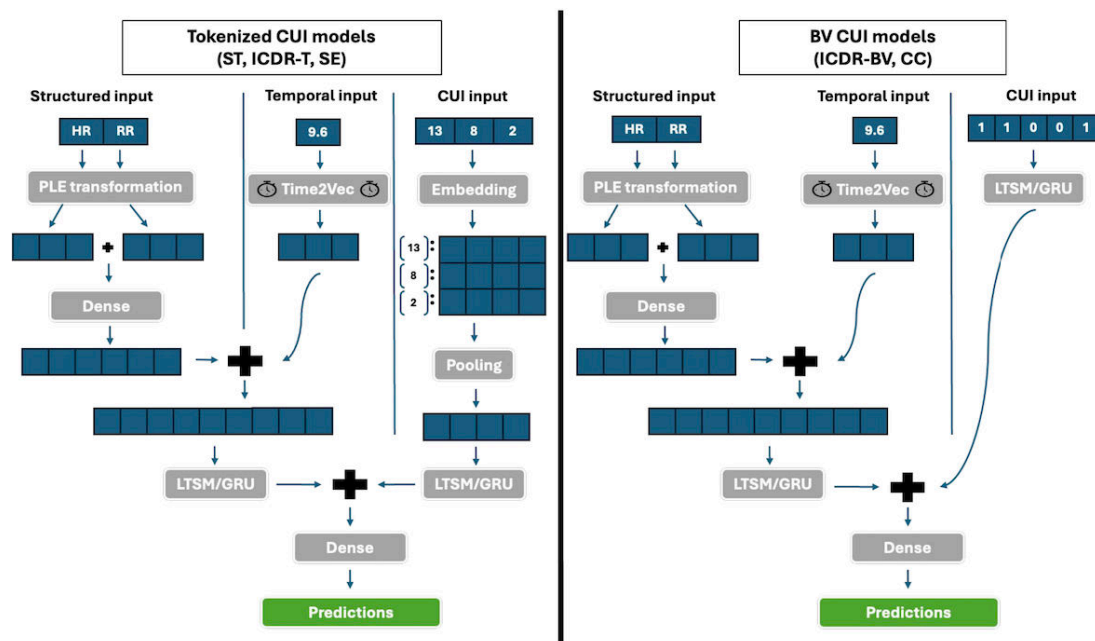 Tokenized CUI models
(ST, ICDR-T, SE)
Structured input
Temporal input
CUI input
HR RR
9.6
13 8 2
PLE transformation
Time2Vec
Embedding
13 :
8 :
2 :
Dense
Pooling
LTSM/GRU
LTSM/GRU
Dense
Predictions
BV CUI models
(ICDR-BV, CC)
Structured input
Temporal input
CUI input
HR RR
9.6
1 1 0 0 1
PLE transformation
Time2Vec
LTSM/GRU
Dense
LTSM/GRU
Dense
Predictions